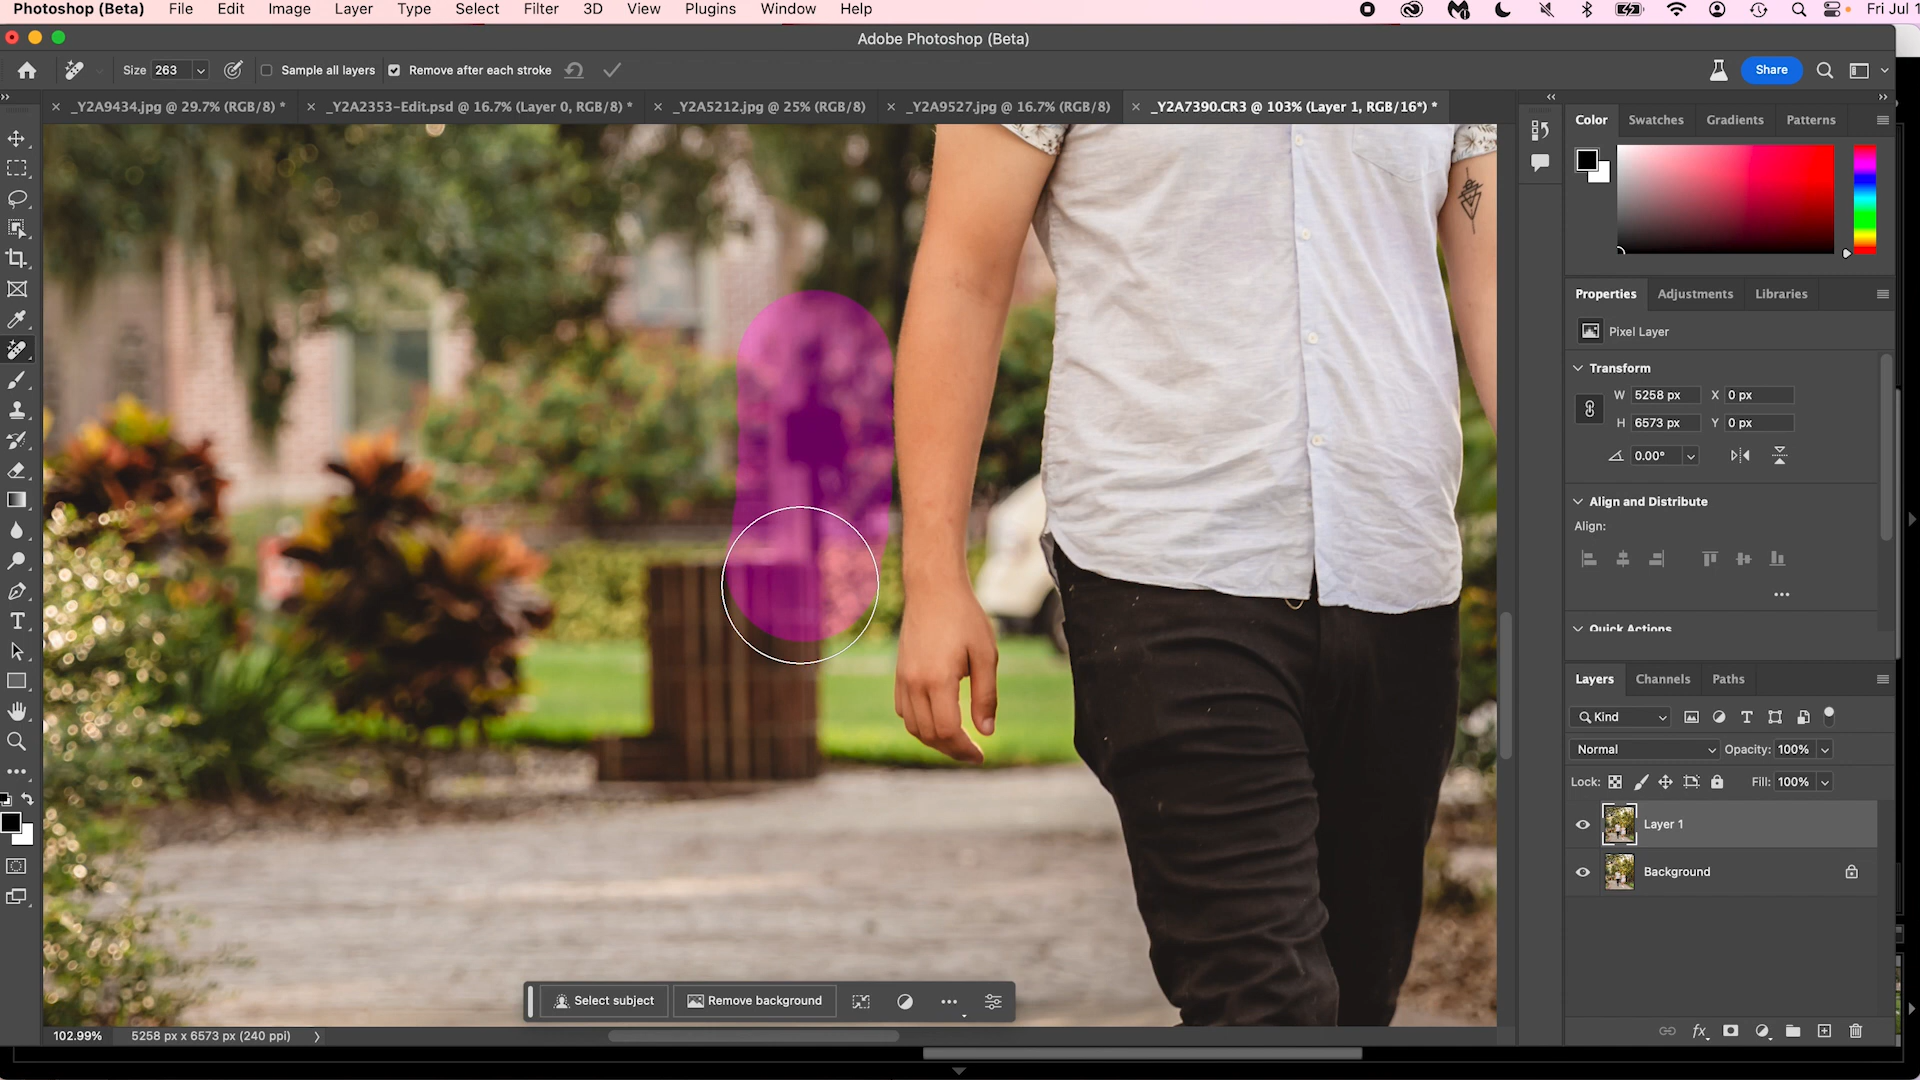 Photoshop (Beta) File Edit Image Layer Type Select Filter 3D View Plugins Window Help
Fri Jul 1
Adobe Photoshop (Beta)
Size 263 Sample all layers Remove after each stroke
Share
_Y2A9434.jpg @ 29.7% (RGB/8) *
_Y2A2353-Edit.psd @ 16.7% (Layer 0, RGB/8) *
_Y2A5212.jpg @ 25% (RGB/8)
_Y2A9527.jpg @ 16.7% (RGB/8)
_Y2A7390.CR3 @ 103% (Layer 1, RGB/16*) *
Color Swatches Gradients Patterns
Properties Adjustments Libraries
Pixel Layer
Transform
W 5258 px X 0 px
H 6573 px Y 0 px
0.00°
Align and Distribute
Align:
Quick Actions
Layers Channels Paths
Kind
Normal Opacity: 100%
Lock: Fill: 100%
Layer 1
Background
Select subject Remove background
102.99% 5258 px x 6573 px (240 ppi)